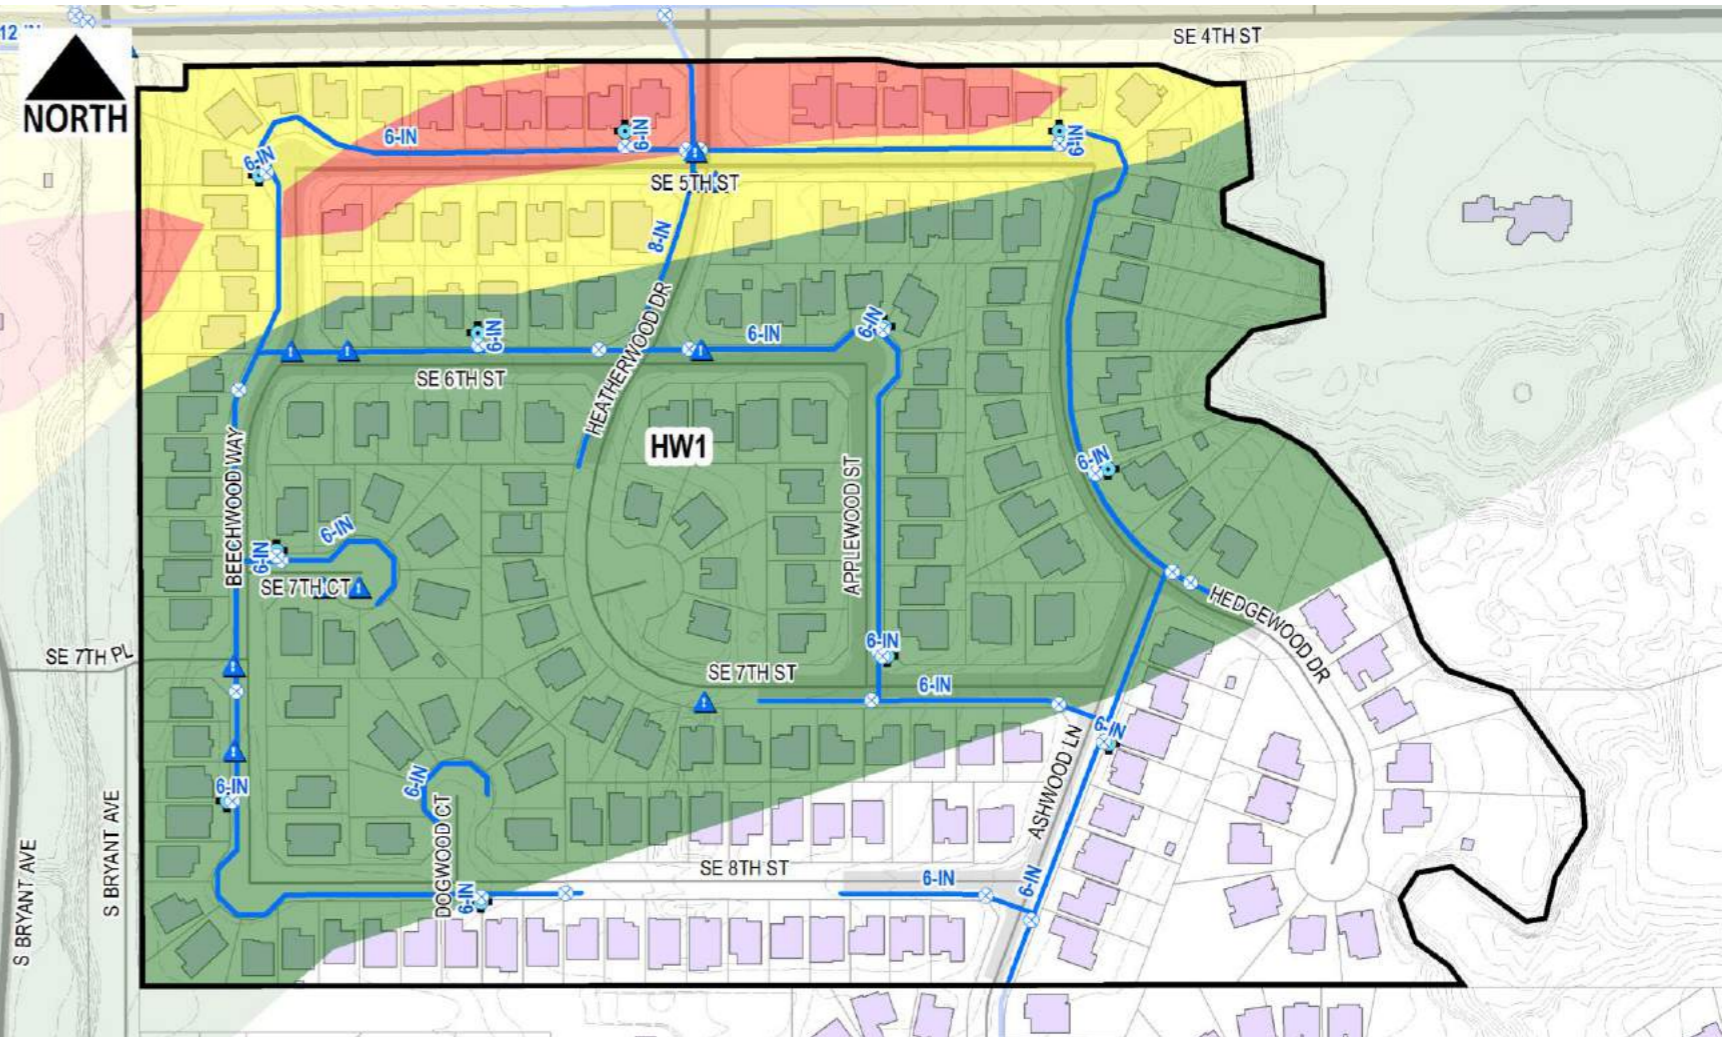 12-IN
SE 4TH ST
NORTH
6-IN
6-IN
6-IN
6-IN
SE 5TH ST
8-IN
HEATHERWOOD DR
6-IN
6-IN
6-IN
SE 6TH ST
HW1
BEECHWOOD WAY
APPLEWOOD ST
6-IN
6-IN
6-IN
SE 7TH CT
HEDGEWOOD DR
SE 7TH PL
6-IN
SE 7TH ST
6-IN
6-IN
ASHWOOD LN
6-IN
6-IN
DOGWOOD CT
S BRYANT AVE
S BRYANT AVE
SE 8TH ST
6-IN
6-IN
6-IN